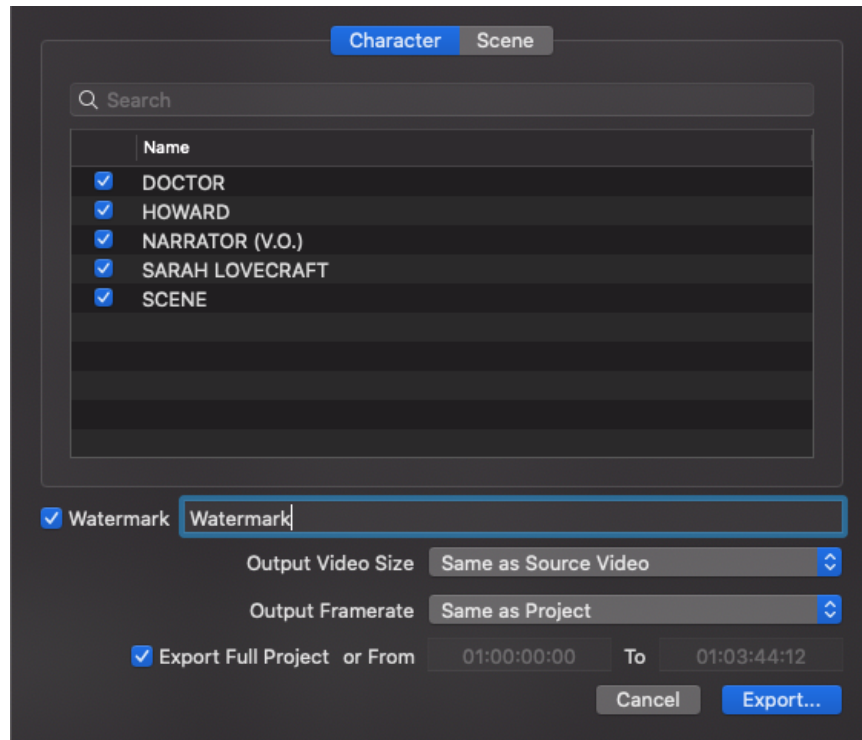 Character Scene
Search
Name
DOCTOR
HOWARD
NARRATOR (V.O.)
SARAH LOVECRAFT
SCENE
Watermark Watermark
Output Video Size Same as Source Video
Output Framerate Same as Project
Export Full Project or From 01:00:00:00 To 01:03:44:12
Cancel Export...